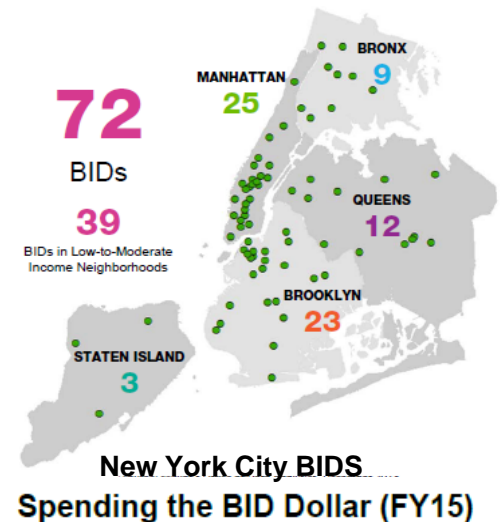 BRONX
9
MANHATTAN
25
72
BIDs
39
BIDs in Low-to-Moderate
Income Neighborhoods
QUEENS
12
BROOKLYN
23
STATEN ISLAND
3
New York City BIDS
Spending the BID Dollar (FY15)